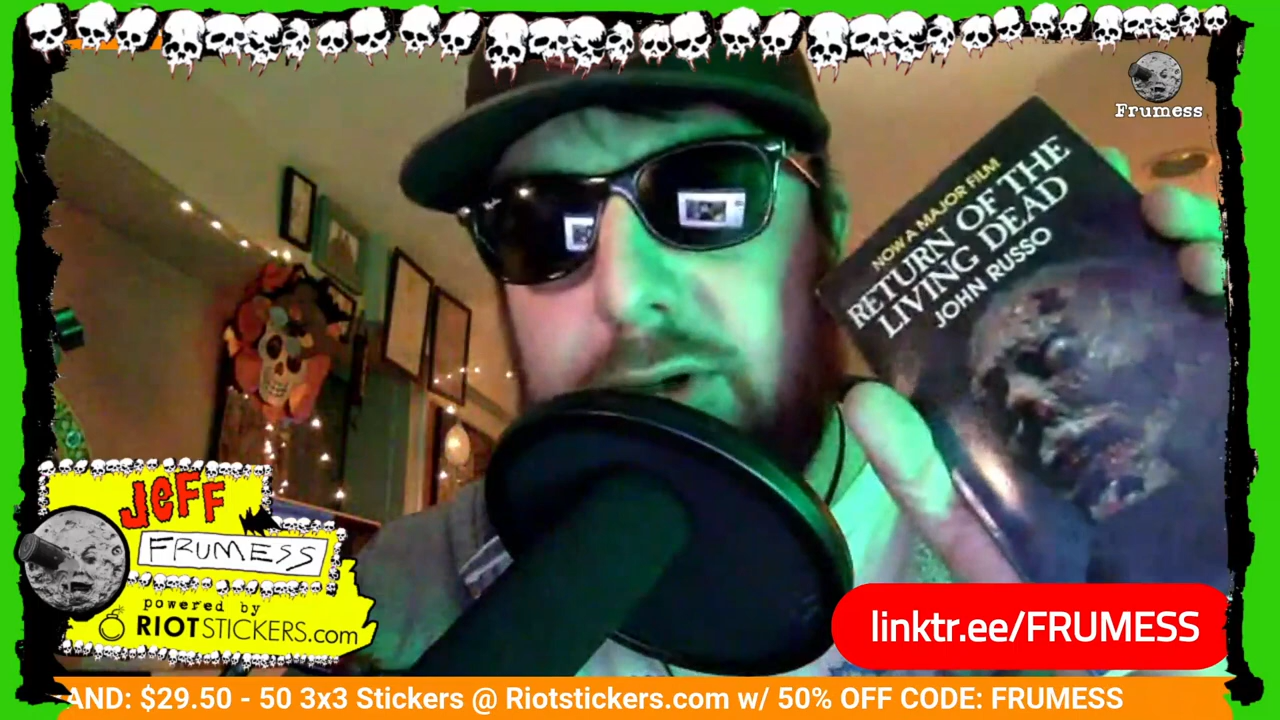 Frumess
NOW A MAJOR FILM
RETURN OF THE
LIVING DEAD
JOHN RUSSO
JEFF
FRUMESS
powered by
RIOTSTICKERS.com
linktr.ee/FRUMESS
AND: $29.50 - 50 3x3 Stickers @ Riotstickers.com w/ 50% OFF CODE: FRUMESS